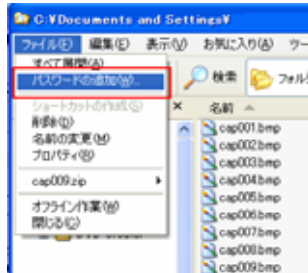 C:¥Documents and Settings¥
ファイル(F) 編集(E) 表示(V) お気に入り(A) ツー
すべて展開(A)
パスワードの追加(W)...
検索 フォル
ショートカットの作成(S)
削除(D)
名前の変更(M)
プロパティ(R)
cap009.zip
オフライン作業(W)
閉じる(C)
名前
cap001.bmp
cap002.bmp
cap003.bmp
cap004.bmp
cap005.bmp
cap006.bmp
cap007.bmp
cap008.bmp
cap009.bmp